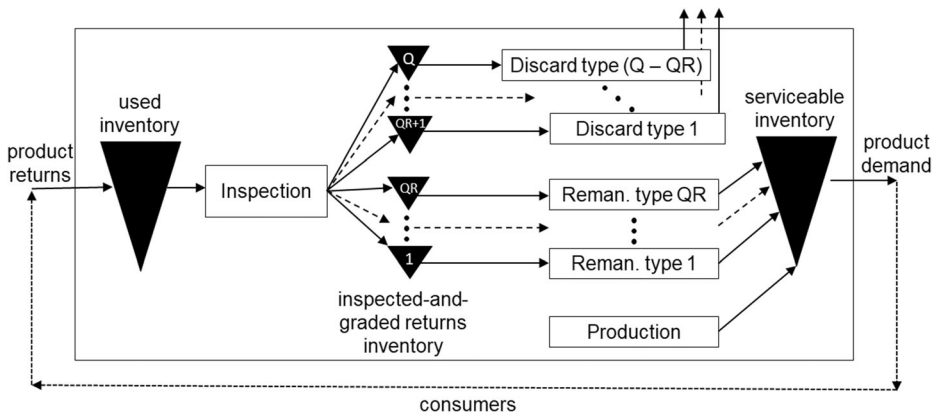 Q
Discard type (Q – QR)
used
inventory
serviceable
inventory
QR+1
Discard type 1
product
returns
product
demand
Inspection
QR
Reman. type QR
1
Reman. type 1
inspected-and-
graded returns
inventory
Production
consumers